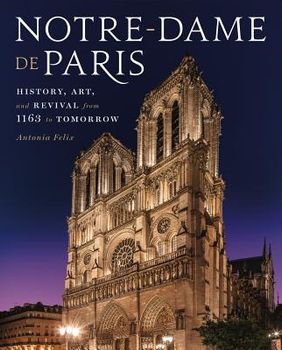 NOTRE-DAME
DE PARIS
HISTORY, ART,
and REVIVAL from
1163 to TOMORROW
Antonia Felix